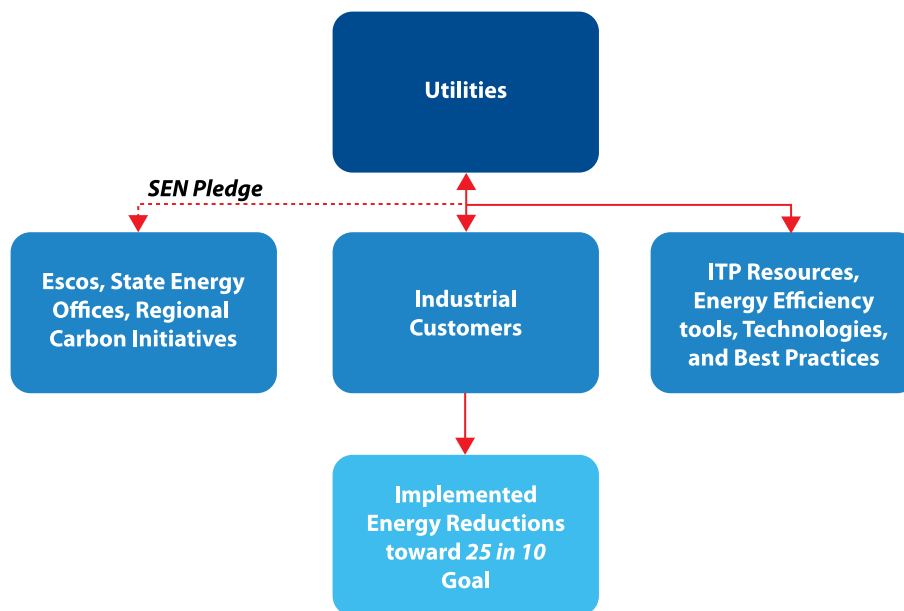 Utilities
SEN Pledge
Escos, State Energy
Offices, Regional
Carbon Initiatives
Industrial
Customers
ITP Resources,
Energy Efficiency
tools, Technologies,
and Best Practices
Implemented
Energy Reductions
toward 25 in 10
Goal